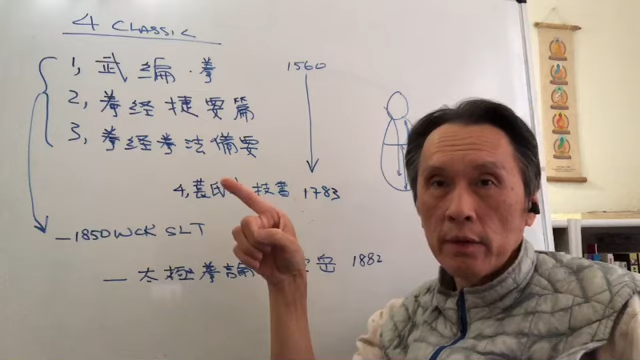 4 CLASSIC
1, 武编·拳
1560
2, 拳经捷要篇
3, 拳经拳法備要
4, 苌氏 技書 1783
- 1850 WCK SLT
- 太極拳論 岳 1882